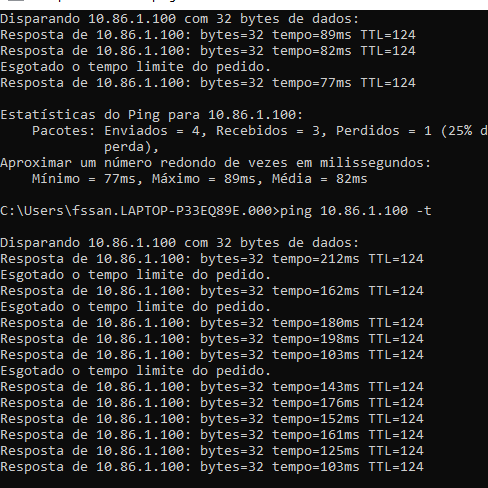 Disparando 10.86.1.100 com 32 bytes de dados:
Resposta de 10.86.1.100: bytes=32 tempo=89ms TTL=124
Resposta de 10.86.1.100: bytes=32 tempo=82ms TTL=124
Esgotado o tempo limite do pedido.
Resposta de 10.86.1.100: bytes=32 tempo=77ms TTL=124
Estatísticas do Ping para 10.86.1.100:
Pacotes: Enviados = 4, Recebidos = 3, Perdidos = 1 (25% d
perda),
Aproximar um número redondo de vezes em milissegundos:
Mínimo = 77ms, Máximo = 89ms, Média = 82ms
C:\Users\fssan.LAPTOP-P33EQ89E.000>ping 10.86.1.100 -t
Disparando 10.86.1.100 com 32 bytes de dados:
Resposta de 10.86.1.100: bytes=32 tempo=212ms TTL=124
Esgotado o tempo limite do pedido.
Resposta de 10.86.1.100: bytes=32 tempo=162ms TTL=124
Esgotado o tempo limite do pedido.
Resposta de 10.86.1.100: bytes=32 tempo=180ms TTL=124
Resposta de 10.86.1.100: bytes=32 tempo=198ms TTL=124
Resposta de 10.86.1.100: bytes=32 tempo=103ms TTL=124
Esgotado o tempo limite do pedido.
Resposta de 10.86.1.100: bytes=32 tempo=143ms TTL=124
Resposta de 10.86.1.100: bytes=32 tempo=176ms TTL=124
Resposta de 10.86.1.100: bytes=32 tempo=152ms TTL=124
Resposta de 10.86.1.100: bytes=32 tempo=161ms TTL=124
Resposta de 10.86.1.100: bytes=32 tempo=125ms TTL=124
Resposta de 10.86.1.100: bytes=32 tempo=103ms TTL=124